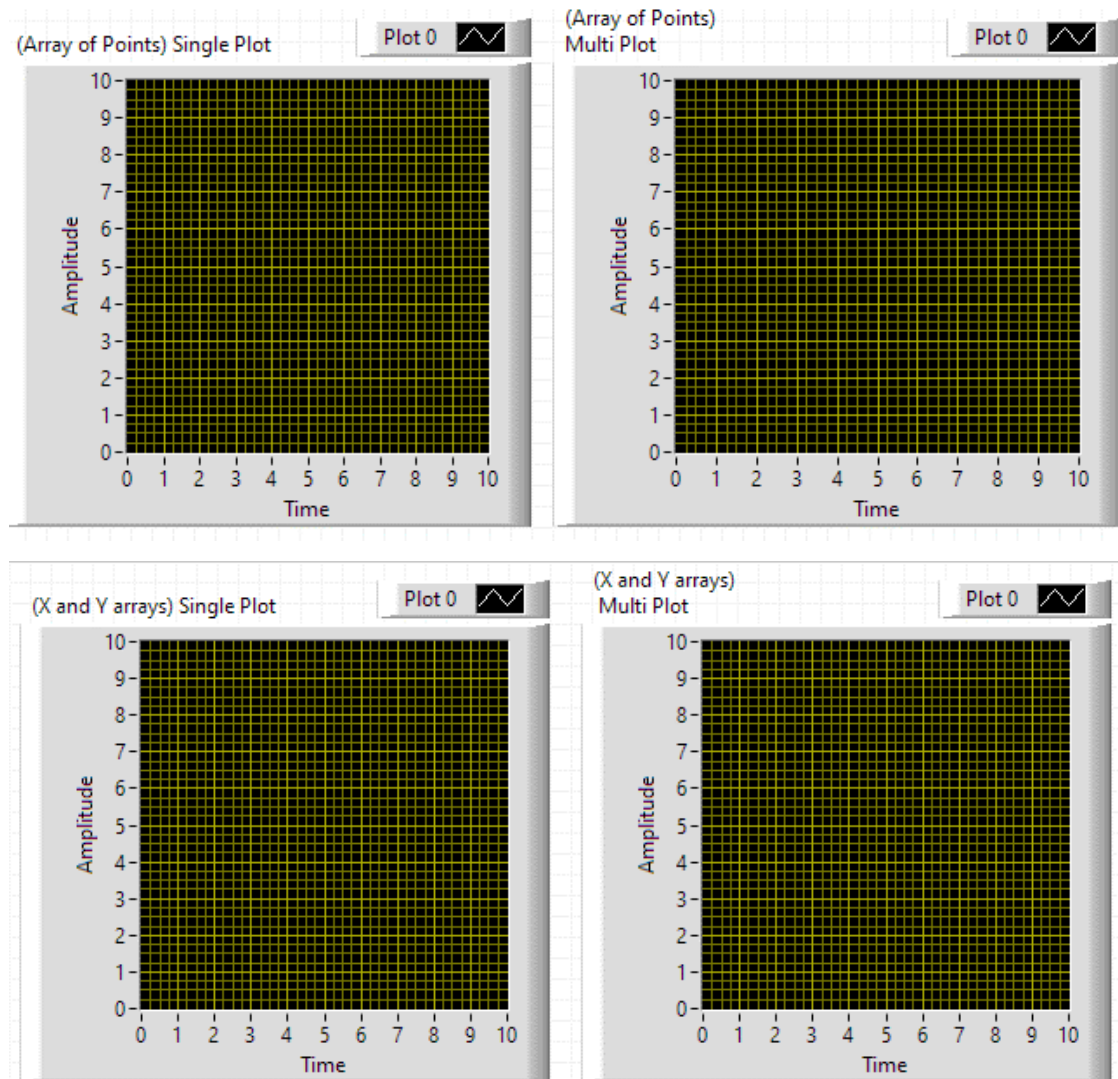 (Array of Points) Single Plot
Plot 0
10
9
8
7
6
5
4
3
2
1
0
Amplitude
0 1 2 3 4 5 6 7 8 9 10
Time
(Array of Points)
Multi Plot
Plot 0
10
9
8
7
6
5
4
3
2
1
0
Amplitude
0 1 2 3 4 5 6 7 8 9 10
Time
(X and Y arrays) Single Plot
Plot 0
10
9
8
7
6
5
4
3
2
1
0
Amplitude
0 1 2 3 4 5 6 7 8 9 10
Time
(X and Y arrays)
Multi Plot
Plot 0
10
9
8
7
6
5
4
3
2
1
0
Amplitude
0 1 2 3 4 5 6 7 8 9 10
Time